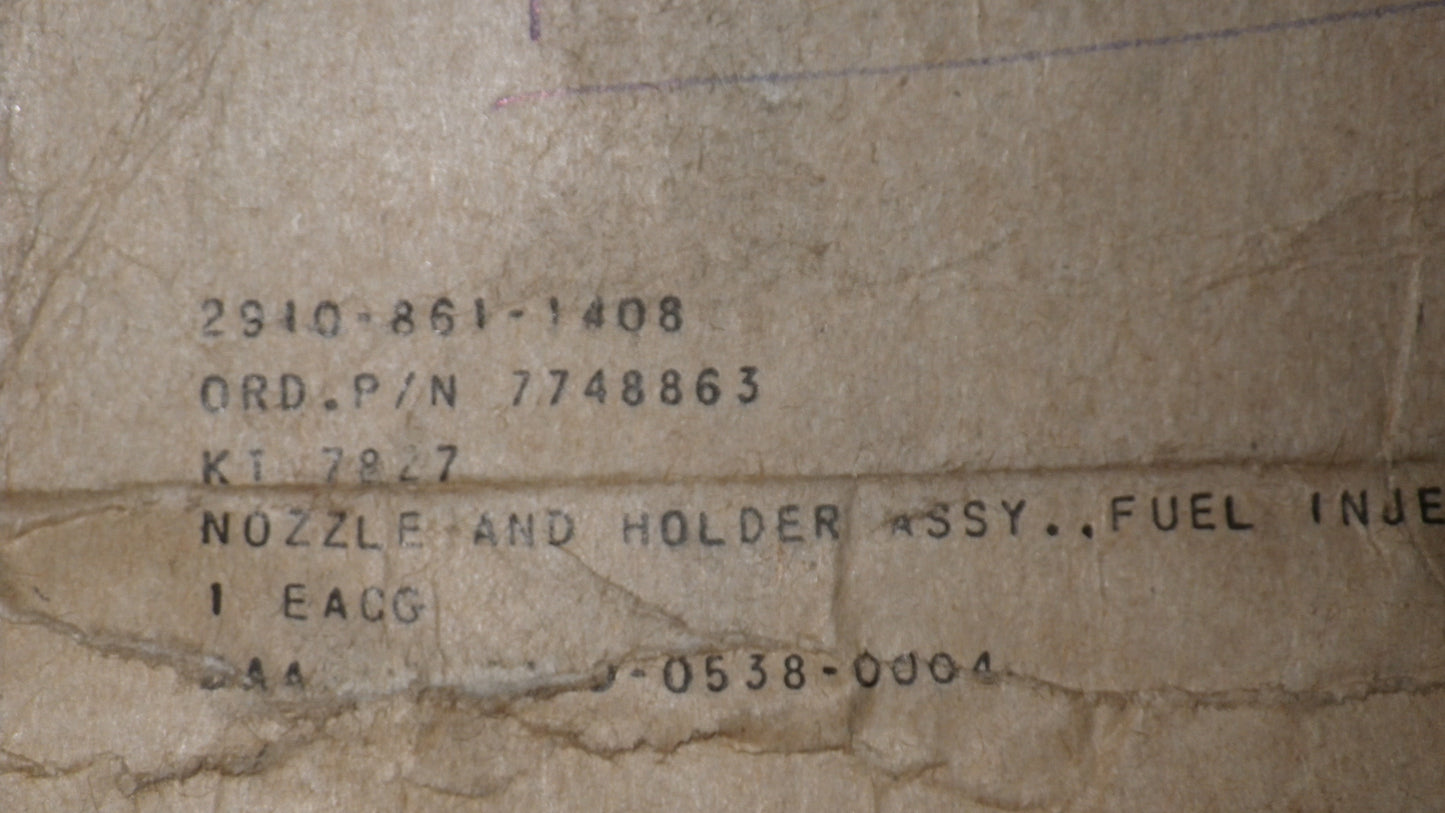 2910-861-1408
ORD.P/N 7748863
KT 7827
NOZZLE AND HOLDER ASSY..FUEL INJE
1 EACG
-0538-0004